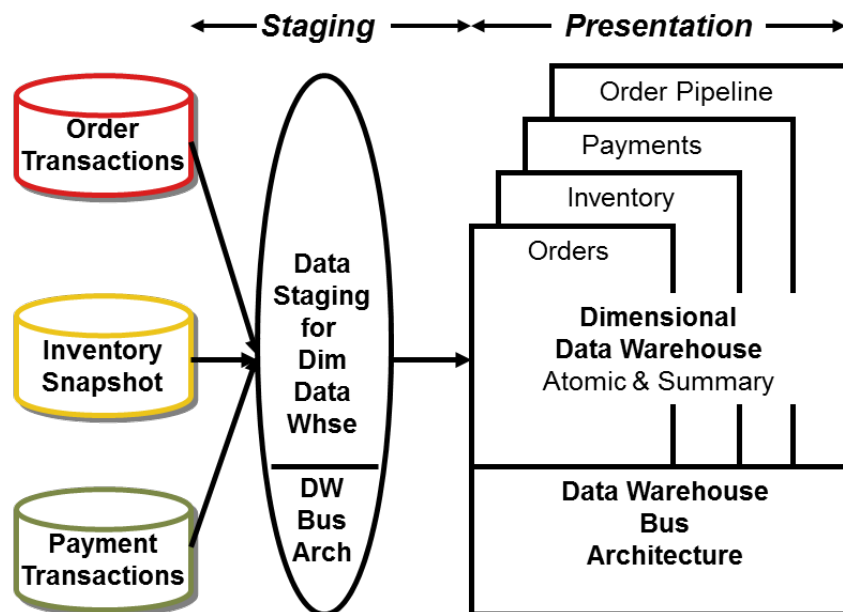 Staging
Presentation
Order
Transactions
Inventory
Snapshot
Payment
Transactions
Data
Staging
for
Dim
Data
Whse
DW
Bus
Arch
Order Pipeline
Payments
Inventory
Orders
Dimensional
Data Warehouse
Atomic & Summary
Data Warehouse
Bus
Architecture